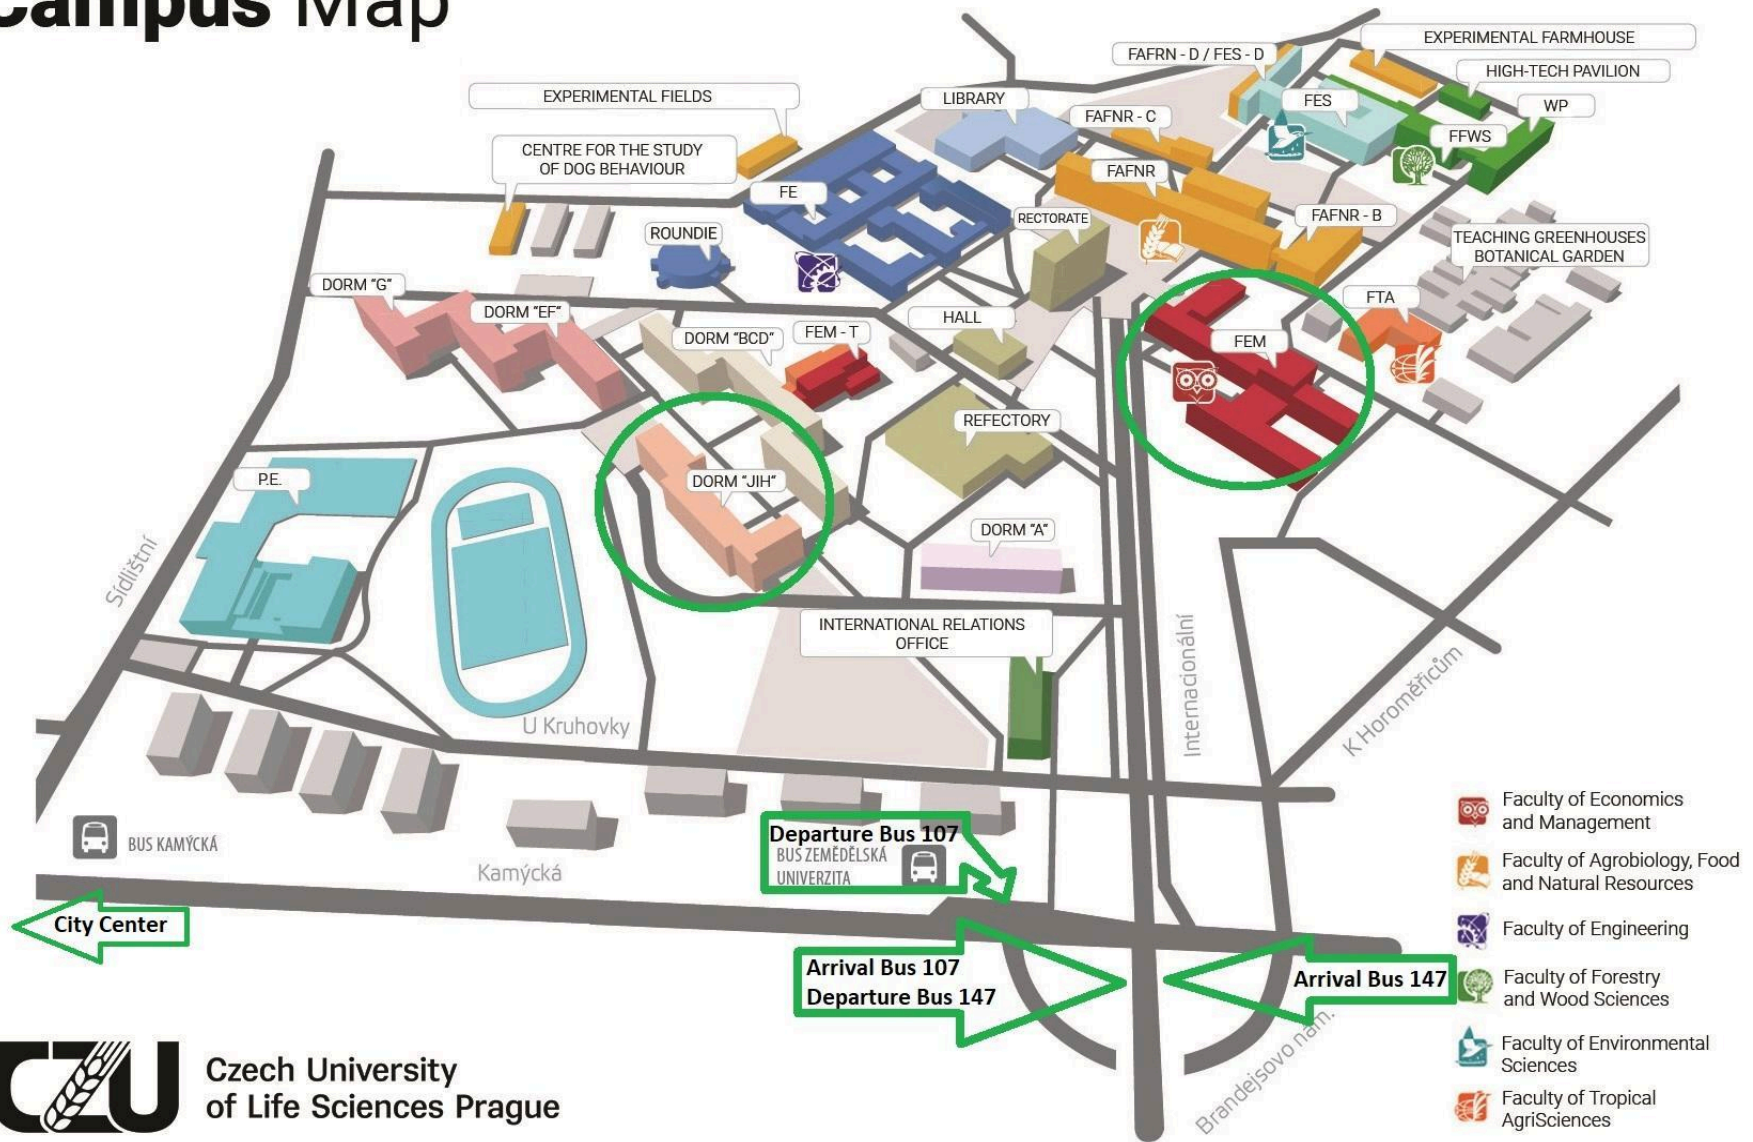 Campus Map
EXPERIMENTAL FARMHOUSE
FAFRN - D / FES - D
HIGH-TECH PAVILION
EXPERIMENTAL FIELDS
LIBRARY
FES
WP
FAFNR - C
FFWS
CENTRE FOR THE STUDY
OF DOG BEHAVIOUR
FAFNR
FE
RECTORATE
FAFNR - B
ROUNDIE
TEACHING GREENHOUSES
BOTANICAL GARDEN
DORM "G"
FTA
DORM "EF"
HALL
DORM "BCD"
FEM - T
FEM
REFECTORY
P.E.
DORM "JIH"
DORM "A"
Sídlištní
INTERNATIONAL RELATIONS
OFFICE
Internacionální
K Horoměřicům
U Kruhovky
Faculty of Economics
and Management
Departure Bus 107
BUS KAMÝCKÁ
BUS ZEMĚDĚLSKÁ
UNIVERZITA
Kamýcká
Faculty of Agrobiology, Food
and Natural Resources
City Center
Faculty of Engineering
Arrival Bus 107
Departure Bus 147
Arrival Bus 147
Faculty of Forestry
and Wood Sciences
Brandejsovo nám.
Faculty of Environmental
Sciences
CZU
Czech University
of Life Sciences Prague
Faculty of Tropical
AgriSciences